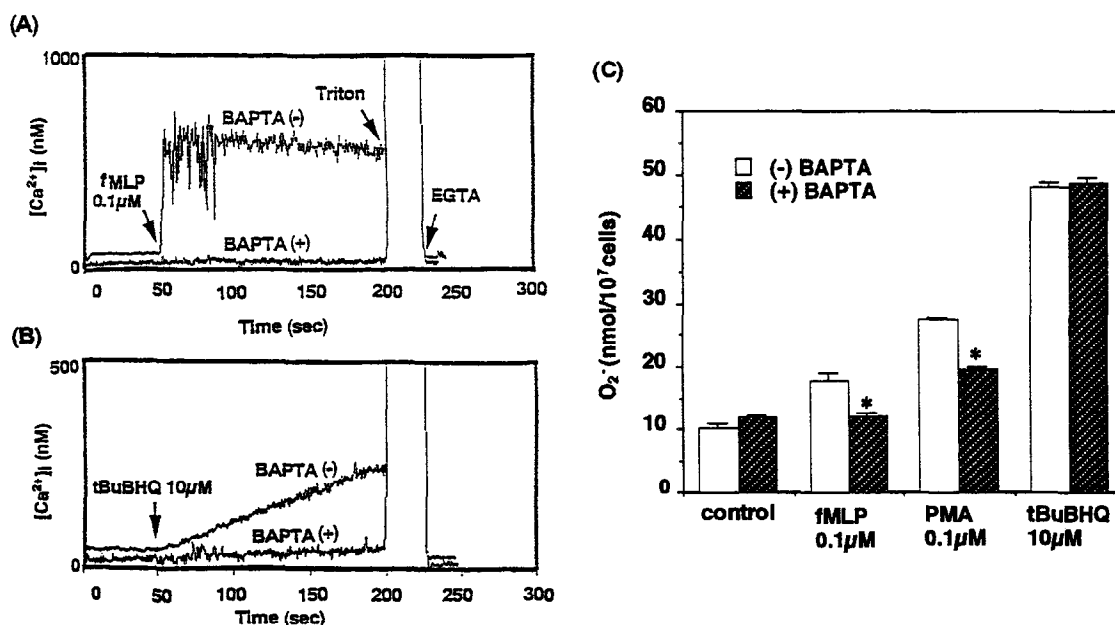 (A)
1000
[Ca²⁺]i (nM)
0
fMLP
0.1µM
BAPTA (-)
Triton
BAPTA (+)
EGTA
0 50 100 150 200 250 300
Time (sec)
(B)
500
[Ca²⁺]i (nM)
0
tBuBHQ 10µM
BAPTA (-)
BAPTA (+)
0 50 100 150 200 250 300
Time (sec)
(C)
60
50
40
30
20
10
0
O₂⁻ (nmol/10⁷cells)
(-) BAPTA
(+) BAPTA
*
*
control
fMLP
0.1µM
PMA
0.1µM
tBuBHQ
10µM